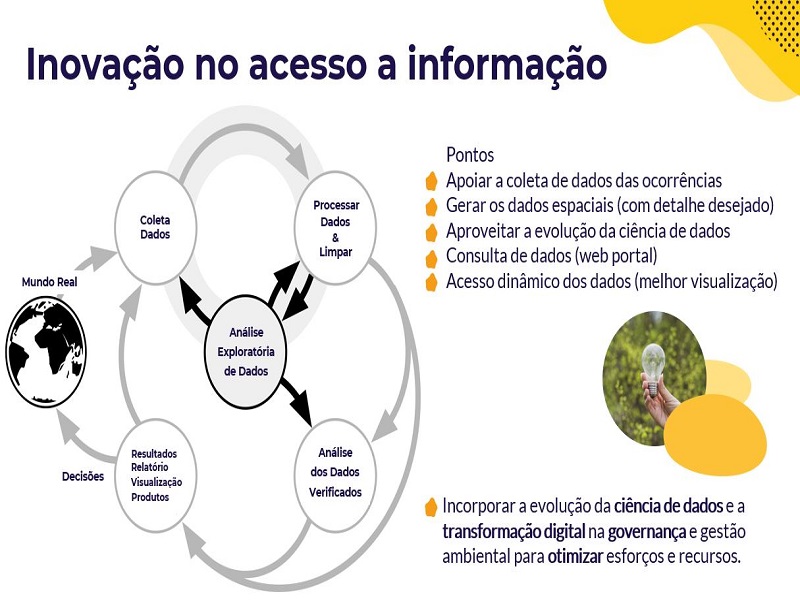 Inovação no acesso a informação
Coleta
Dados
Processar
Dados
&
Limpar
Mundo Real
Análise
Exploratória
de Dados
Resultados
Relatório
Visualização
Produtos
Decisões
Análise
dos Dados
Verificados
Pontos
Apoiar a coleta de dados das ocorrências
Gerar os dados espaciais (com detalhe desejado)
Aproveitar a evolução da ciência de dados
Consulta de dados (web portal)
Acesso dinâmico dos dados (melhor visualização)
Incorporar a evolução da ciência de dados e a
transformação digital na governança e gestão
ambiental para otimizar esforços e recursos.